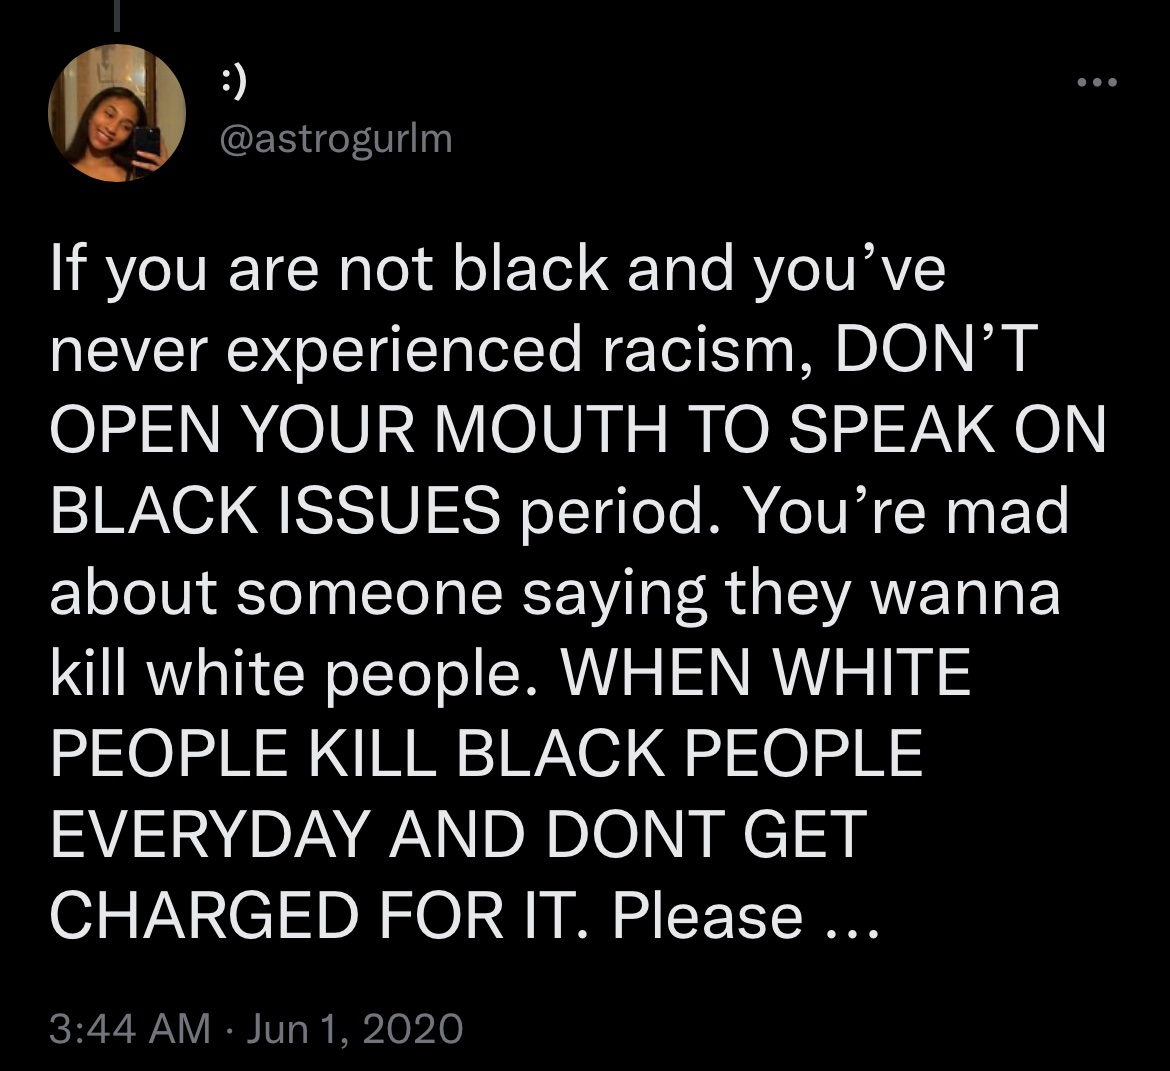 :)
@astrogurlm
If you are not black and you’ve
never experienced racism, DON’T
OPEN YOUR MOUTH TO SPEAK ON
BLACK ISSUES period. You’re mad
about someone saying they wanna
kill white people. WHEN WHITE
PEOPLE KILL BLACK PEOPLE
EVERYDAY AND DONT GET
CHARGED FOR IT. Please ...
3:44 AM · Jun 1, 2020